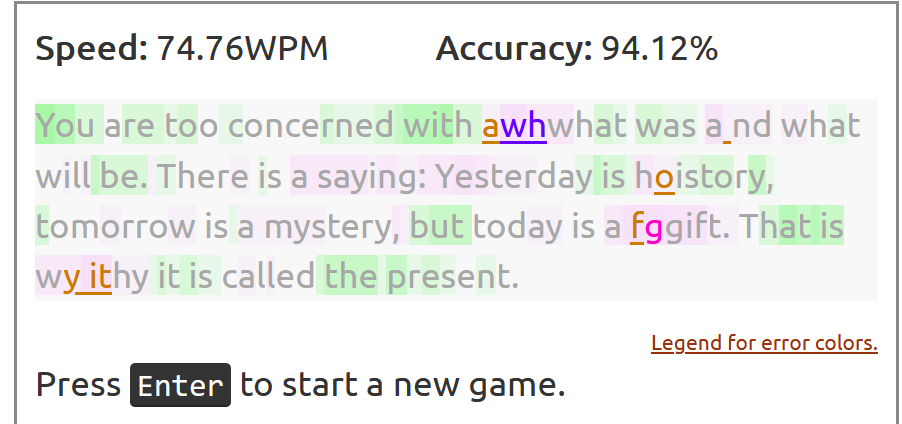 Speed: 74.76WPM Accuracy: 94.12%
You are too concerned with awhwhat was a nd what
will be. There is a saying: Yesterday is hoistory,
tomorrow is a mystery, but today is a fggift. That is
wy ithy it is called the present.
Legend for error colors.
Press Enter to start a new game.